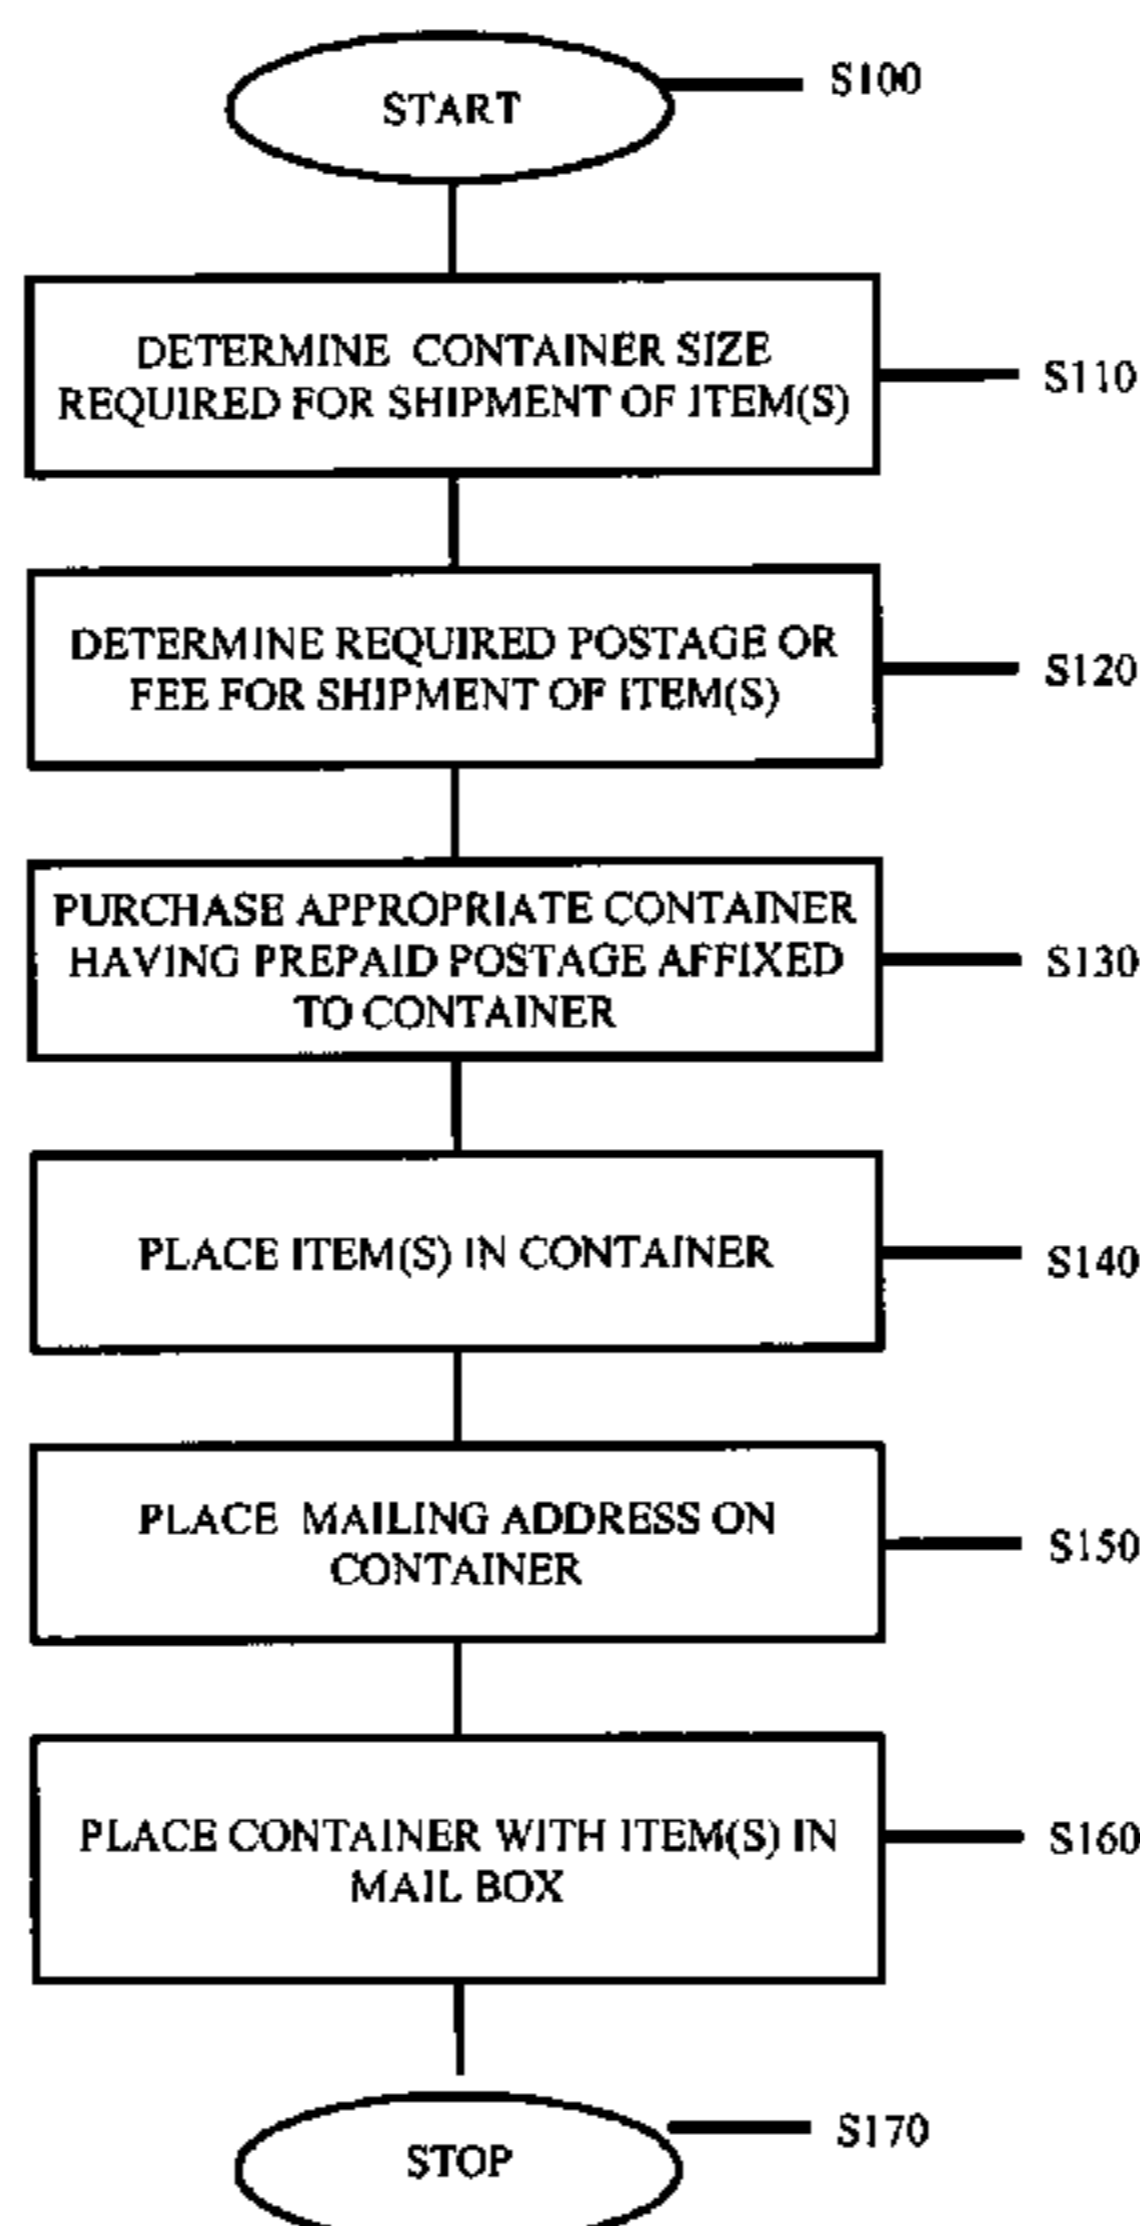 START
S100
DETERMINE CONTAINER SIZE
REQUIRED FOR SHIPMENT OF ITEM(S)
S110
DETERMINE REQUIRED POSTAGE OR
FEE FOR SHIPMENT OF ITEM(S)
S120
PURCHASE APPROPRIATE CONTAINER
HAVING PREPAID POSTAGE AFFIXED
TO CONTAINER
S130
PLACE ITEM(S) IN CONTAINER
S140
PLACE MAILING ADDRESS ON
CONTAINER
S150
PLACE CONTAINER WITH ITEM(S) IN
MAIL BOX
S160
STOP
S170